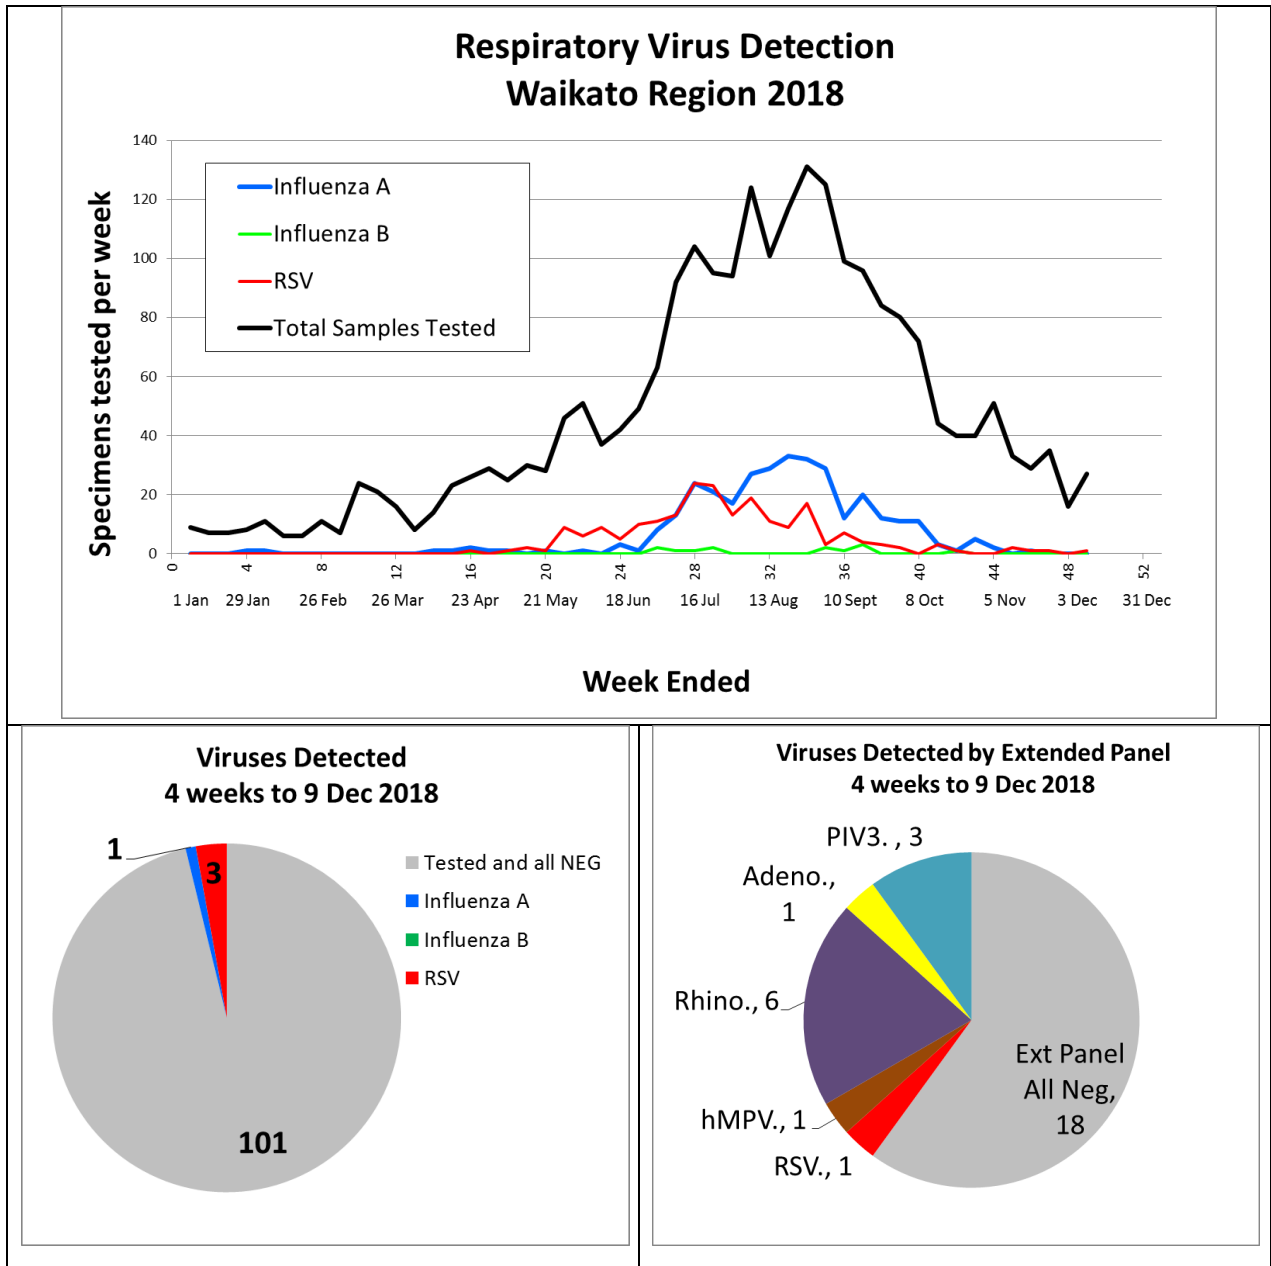 Respiratory Virus Detection
Waikato Region 2018
Specimens tested per week
140
120
100
80
60
40
20
0
Influenza A
Influenza B
RSV
Total Samples Tested
0 4 8 12 16 20 24 28 32 36 40 44 48 52
1 Jan 29 Jan 26 Feb 26 Mar 23 Apr 21 May 18 Jun 16 Jul 13 Aug 10 Sept 8 Oct 5 Nov 3 Dec 31 Dec
Week Ended
Viruses Detected
4 weeks to 9 Dec 2018
1
3
101
Tested and all NEG
Influenza A
Influenza B
RSV
Viruses Detected by Extended Panel
4 weeks to 9 Dec 2018
PIV3. , 3
Adeno.,
1
Rhino., 6
hMPV., 1
RSV., 1
Ext Panel
All Neg,
18